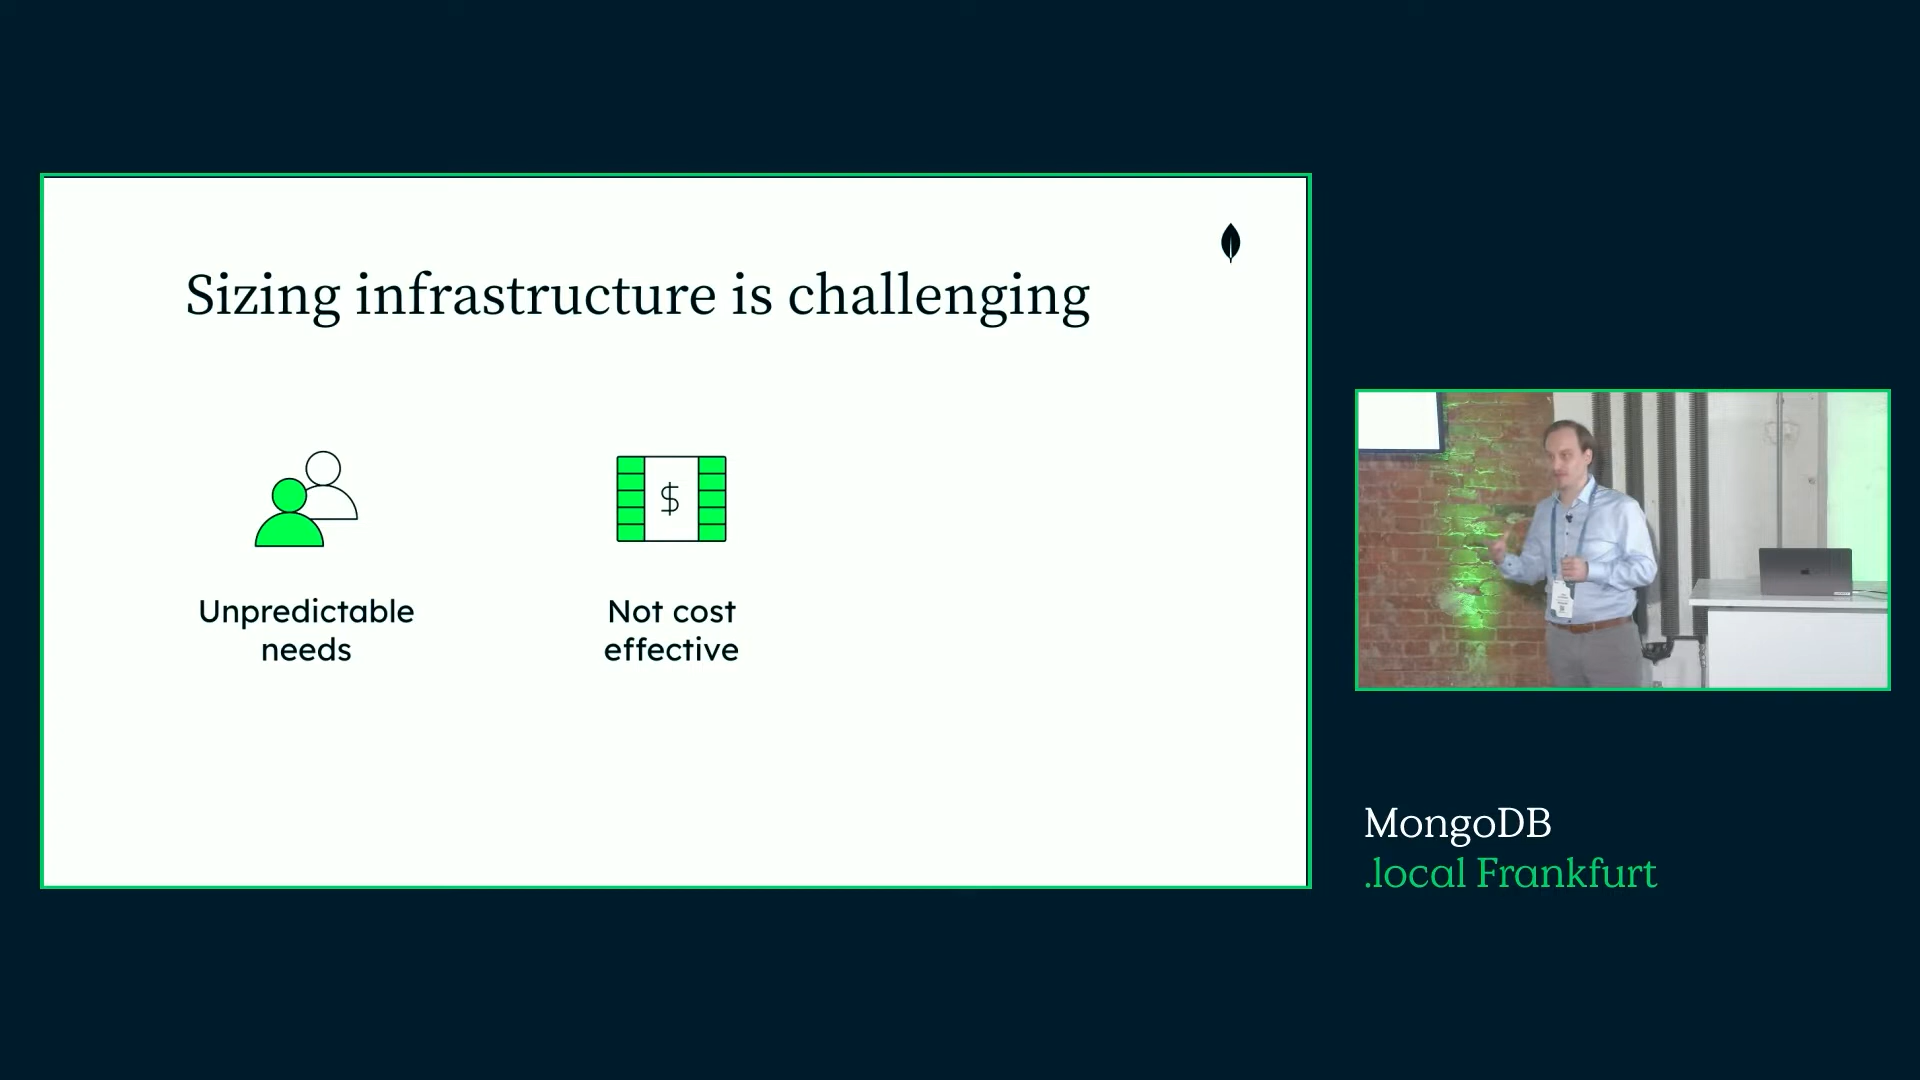 Sizing infrastructure is challenging
$
Unpredictable
needs
Not cost
effective
MongoDB
.local Frankfurt